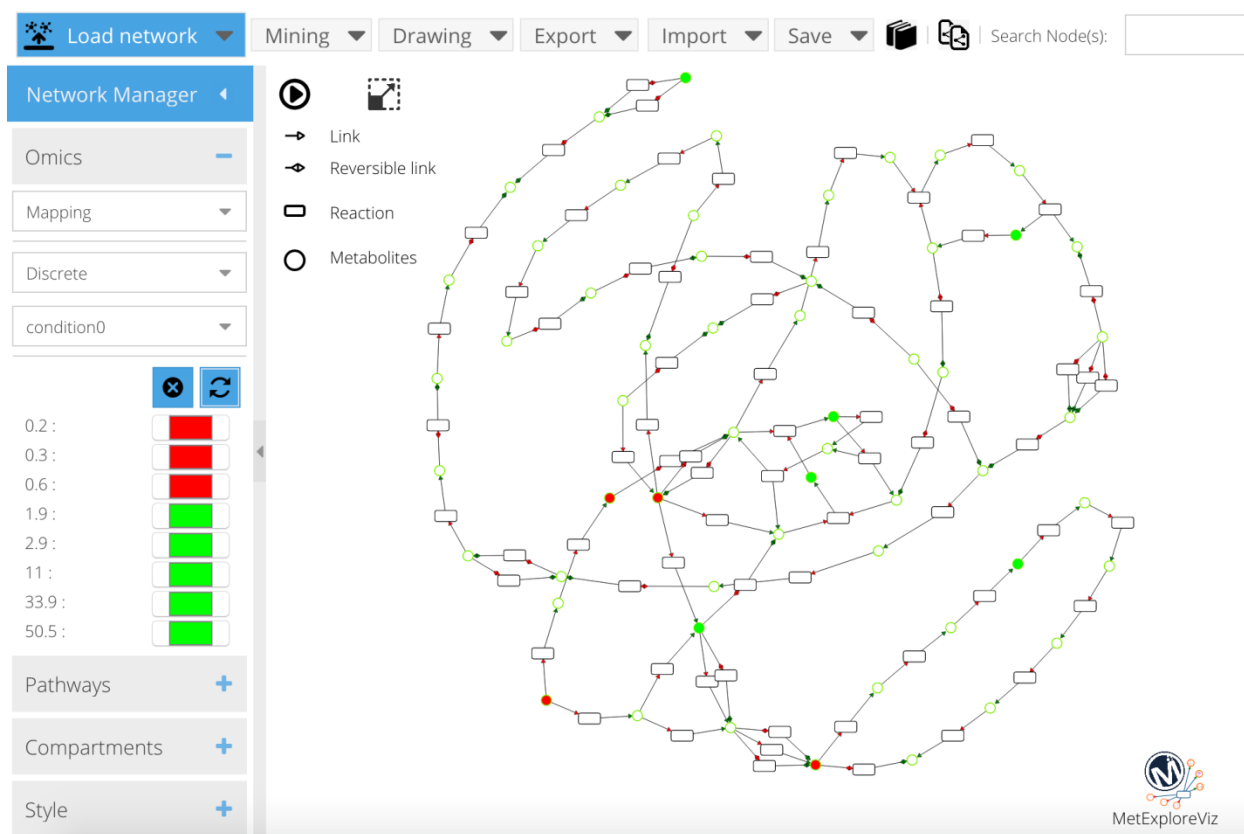 Load network
Mining
Drawing
Export
Import
Save
Search Node(s):
Network Manager
Omics
Mapping
Discrete
condition0
0.2 :
0.3 :
0.6 :
1.9 :
2.9 :
11 :
33.9 :
50.5 :
Pathways
Compartments
Style
Link
Reversible link
Reaction
Metabolites
M
MetExploreViz